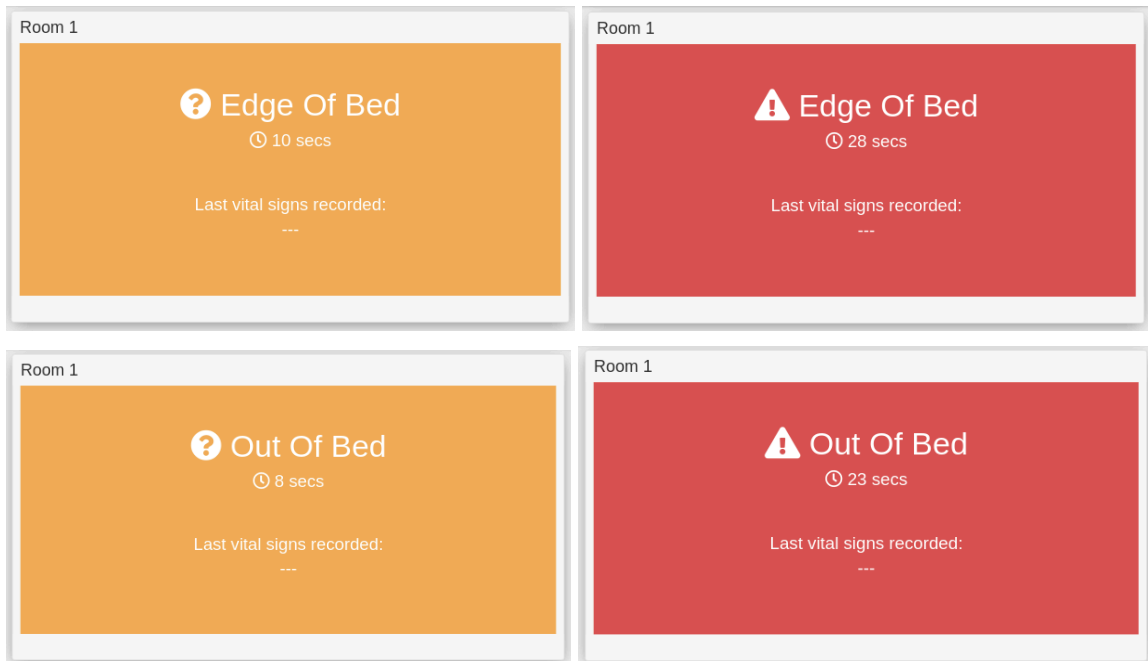 Room 1
Edge Of Bed
10 secs
Last vital signs recorded:
---
Room 1
Edge Of Bed
28 secs
Last vital signs recorded:
---
Room 1
Out Of Bed
8 secs
Last vital signs recorded:
---
Room 1
Out Of Bed
23 secs
Last vital signs recorded:
---